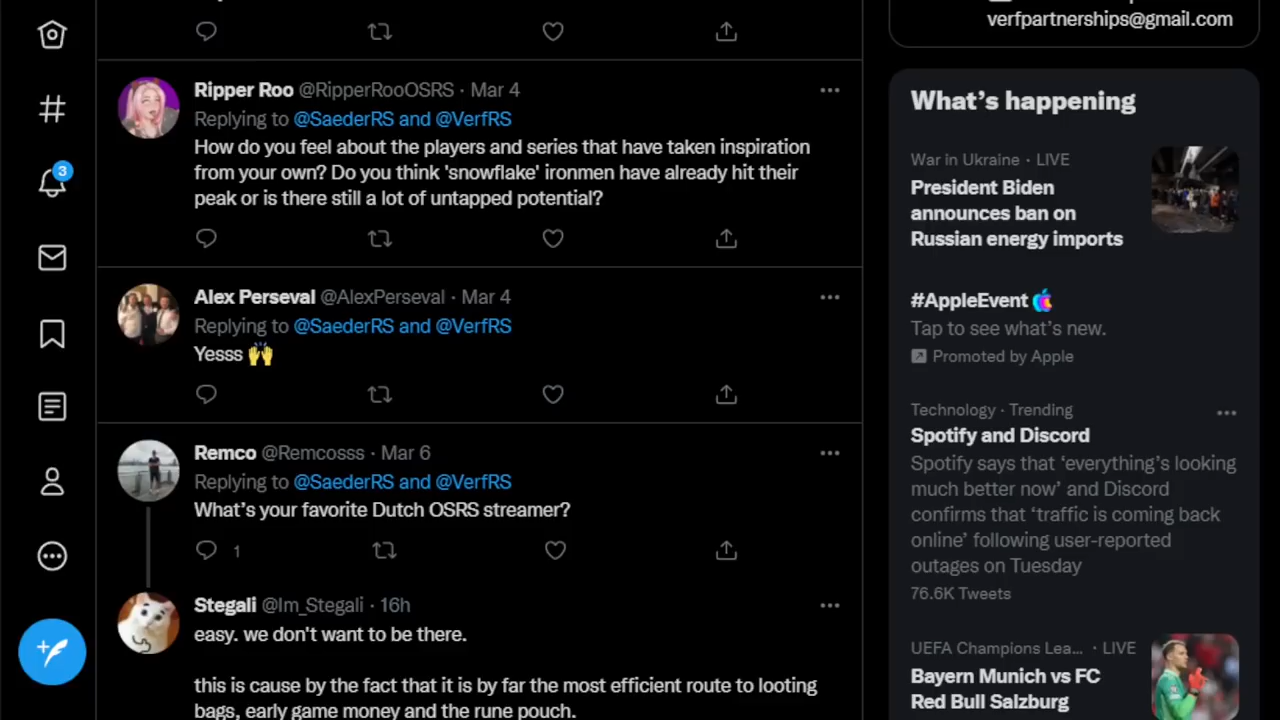 verfpartnerships@gmail.com
Ripper Roo @RipperRooOSRS · Mar 4
Replying to @SaederRS and @VerfRS
How do you feel about the players and series that have taken inspiration
from your own? Do you think 'snowflake' ironmen have already hit their
peak or is there still a lot of untapped potential?
Alex Perseval @AlexPerseval · Mar 4
Replying to @SaederRS and @VerfRS
Yesss 🙌
Remco @Remcosss · Mar 6
Replying to @SaederRS and @VerfRS
What's your favorite Dutch OSRS streamer?
1
Stegali @Im_Stegali · 16h
easy. we don't want to be there.
this is cause by the fact that it is by far the most efficient route to looting
bags, early game money and the rune pouch.
3
What's happening
War in Ukraine · LIVE
President Biden
announces ban on
Russian energy imports
#AppleEvent
Tap to see what's new.
Promoted by Apple
Technology · Trending
Spotify and Discord
Spotify says that 'everything's looking
much better now' and Discord
confirms that 'traffic is coming back
online' following user-reported
outages on Tuesday
76.6K Tweets
UEFA Champions Lea... · LIVE
Bayern Munich vs FC
Red Bull Salzburg